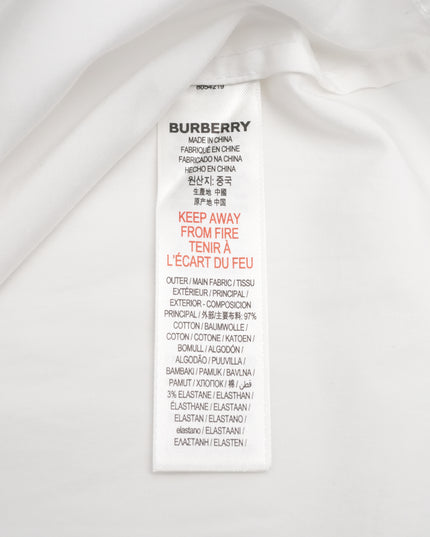 8054219
BURBERRY
MADE IN CHINA
FABRIQUÉ EN CHINE
FABRICADO NA CHINA
HECHO EN CHINA
원산지: 중국
生產地 中國
原产地 中国
KEEP AWAY
FROM FIRE
TENIR À
L'ÉCART DU FEU
OUTER / MAIN FABRIC / TISSU
EXTÉRIEUR / PRINCIPAL /
EXTERIOR - COMPOSICION
PRINCIPAL / 外部/主要布料: 97%
COTTON / BAUMWOLLE /
COTON / COTONE / KATOEN /
BOMULL / ALGODÓN /
ALGODÃO / PUUVILLA /
BAMBAKI / PAMUK / BAVLNA /
PAMUT / ХЛОПОК / 棉 / قطن /
3% ELASTANE / ELASTHAN /
ÉLASTHANNE / ELASTAAN /
ELASTAN / ELASTANO /
elastano / ELASTAANI /
ΕΛΑΣΤΑΝΗ / ELASTEN /